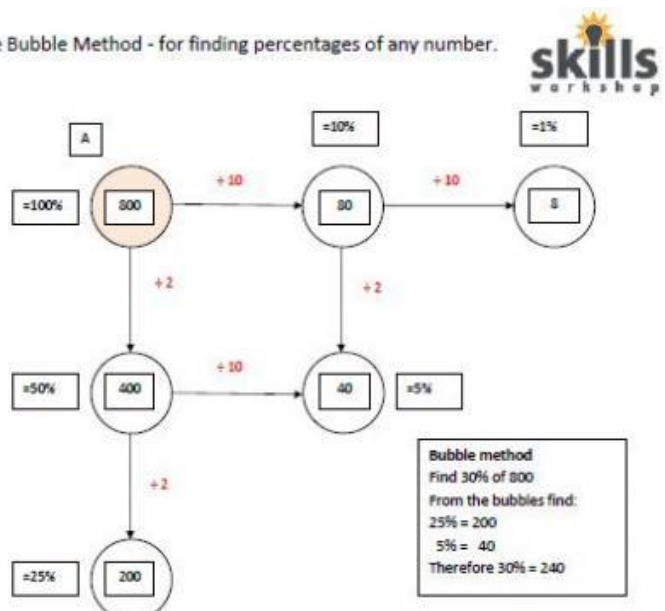 Bubble Method - for finding percentages of any number.
skills
workshop
A
=10%
=1%
=100%
800
÷10
80
÷10
8
÷2
÷2
=50%
400
÷10
40
=5%
÷2
Bubble method
Find 30% of 800
From the bubbles find:
25% = 200
5% = 40
Therefore 30% = 240
=25%
200